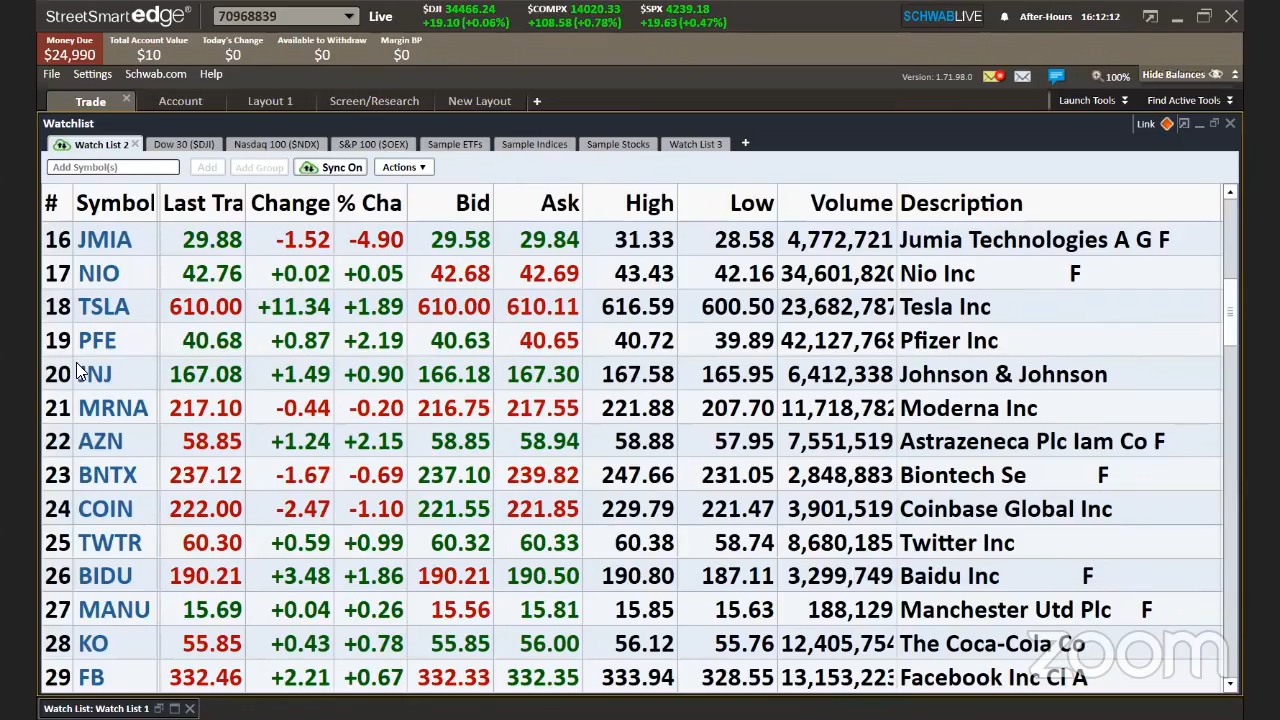 StreetSmart edge 70968839 Live $DJI 34466.24 +19.10 (+0.06%) $COMPX 14020.33 +108.58 (+0.78%) $SPX 4239.18 +19.63 (+0.47%) SCHWABLIVE After-Hours 16:12:12
Money Due Total Account Value Today's Change Available to Withdraw Margin BP
$24,990 $10 $0 $0 $0
File Settings Schwab.com Help Version: 1.71.98.0 100% Hide Balances
Trade Account Layout 1 Screen/Research New Layout + Launch Tools Find Active Tools
Watchlist Link
Watch List 2 Dow 30 ($DJI) Nasdaq 100 ($NDX) S&P 100 ($OEX) Sample ETFs Sample Indices Sample Stocks Watch List 3 +
Add Symbol(s) Add Add Group Sync On Actions
# Symbol Last Tra Change % Cha Bid Ask High Low Volume Description
16 JMIA 29.88 -1.52 -4.90 29.58 29.84 31.33 28.58 4,772,721 Jumia Technologies A G F
17 NIO 42.76 +0.02 +0.05 42.68 42.69 43.43 42.16 34,601,820 Nio Inc F
18 TSLA 610.00 +11.34 +1.89 610.00 610.11 616.59 600.50 23,682,787 Tesla Inc
19 PFE 40.68 +0.87 +2.19 40.63 40.65 40.72 39.89 42,127,768 Pfizer Inc
20 JNJ 167.08 +1.49 +0.90 166.18 167.30 167.58 165.95 6,412,338 Johnson & Johnson
21 MRNA 217.10 -0.44 -0.20 216.75 217.55 221.88 207.70 11,718,782 Moderna Inc
22 AZN 58.85 +1.24 +2.15 58.85 58.94 58.88 57.95 7,551,519 Astrazeneca Plc Iam Co F
23 BNTX 237.12 -1.67 -0.69 237.10 239.82 247.66 231.05 2,848,883 Biontech Se F
24 COIN 222.00 -2.47 -1.10 221.55 221.85 229.79 221.47 3,901,519 Coinbase Global Inc
25 TWTR 60.30 +0.59 +0.99 60.32 60.33 60.38 58.74 8,680,185 Twitter Inc
26 BIDU 190.21 +3.48 +1.86 190.21 190.50 190.80 187.11 3,299,749 Baidu Inc F
27 MANU 15.69 +0.04 +0.26 15.56 15.81 15.85 15.63 188,129 Manchester Utd Plc F
28 KO 55.85 +0.43 +0.78 55.85 56.00 56.12 55.76 12,405,754 The Coca-Cola Co
29 FB 332.46 +2.21 +0.67 332.33 332.35 333.94 328.55 13,153,223 Facebook Inc Cl A
zoom
Watch List: Watch List 1